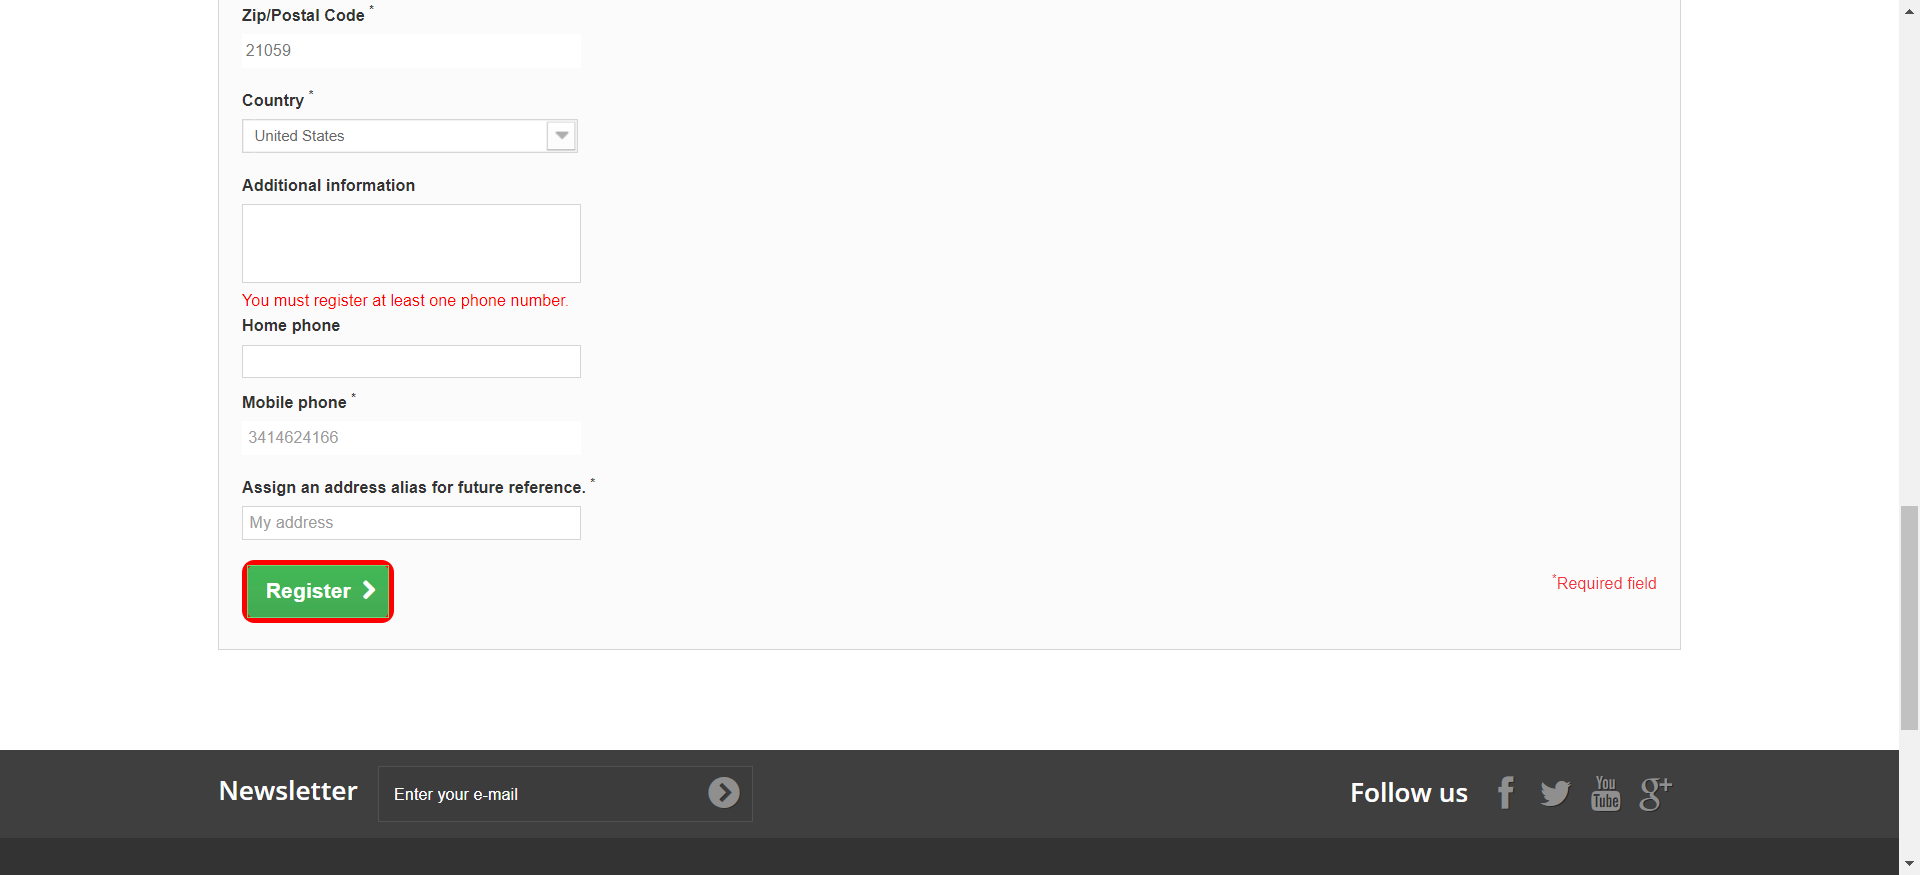 Zip/Postal Code *
21059
Country *
United States
Additional information
You must register at least one phone number.
Home phone
Mobile phone *
3414624166
Assign an address alias for future reference. *
My address
Register
*Required field
Newsletter
Enter your e-mail
Follow us
f
You
Tube
g+